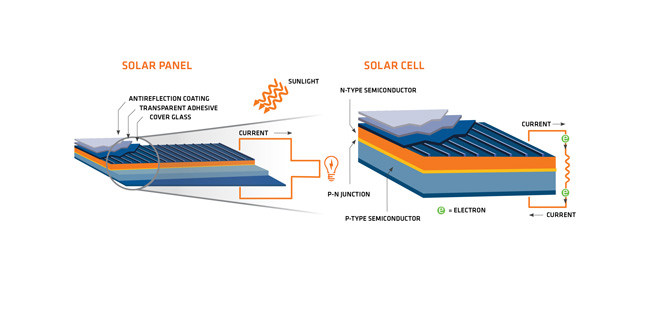 SOLAR PANEL
SUNLIGHT
ANTIREFLECTION COATING
TRANSPARENT ADHESIVE
COVER GLASS
CURRENT
SOLAR CELL
N-TYPE SEMICONDUCTOR
CURRENT
e
P-N JUNCTION
P-TYPE SEMICONDUCTOR
e
e = ELECTRON
CURRENT